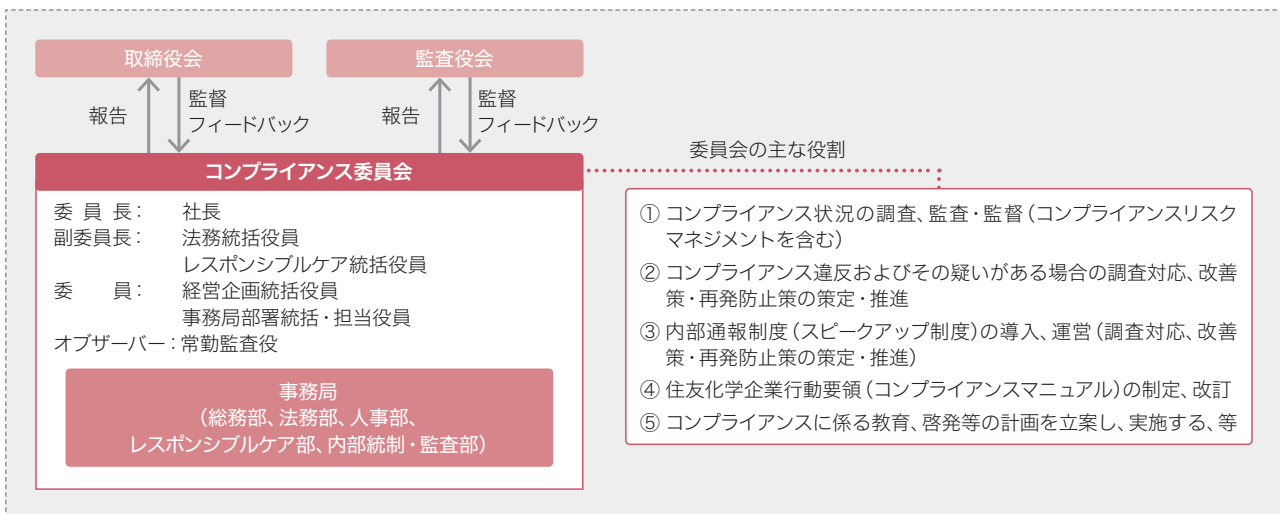 取締役会
監査役会
報告
監督
フィードバック
報告
監督
フィードバック
コンプライアンス委員会
委 員 長： 社長
副委員長： 法務統括役員
レスポンシブルケア統括役員
委　　員： 経営企画統括役員
事務局部署統括・担当役員
オブザーバー：常勤監査役
事務局
（総務部、法務部、人事部、
レスポンシブルケア部、内部統制・監査部）
委員会の主な役割
① コンプライアンス状況の調査、監査・監督（コンプライアンスリスク
マネジメントを含む）
② コンプライアンス違反およびその疑いがある場合の調査対応、改善
策・再発防止策の策定・推進
③ 内部通報制度（スピークアップ制度）の導入、運営（調査対応、改善
策・再発防止策の策定・推進）
④ 住友化学企業行動要領（コンプライアンスマニュアル）の制定、改訂
⑤ コンプライアンスに係る教育、啓発等の計画を立案し、実施する、等